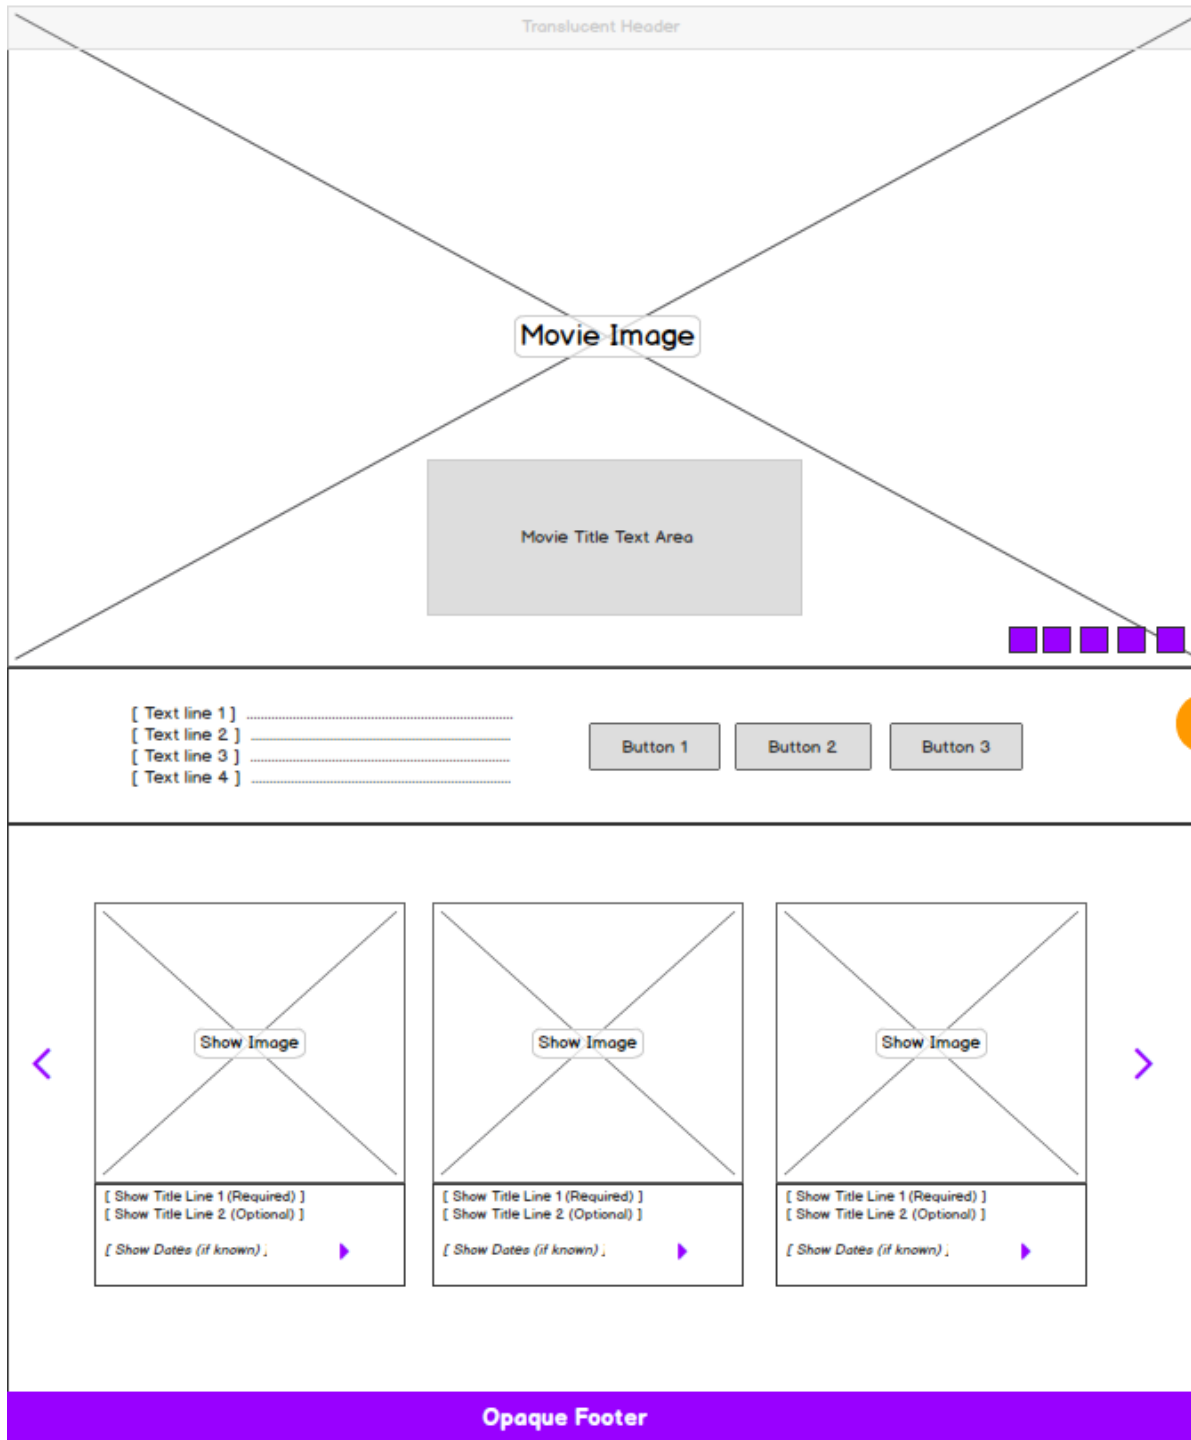 Translucent Header
Movie Image
Movie Title Text Area
[ Text line 1 ] 
[ Text line 2 ] 
[ Text line 3 ] 
[ Text line 4 ] 
Button 1 Button 2 Button 3
Show Image Show Image Show Image
[ Show Title Line 1 (Required) ] [ Show Title Line 1 (Required) ] [ Show Title Line 1 (Required) ]
[ Show Title Line 2 (Optional) ] [ Show Title Line 2 (Optional) ] [ Show Title Line 2 (Optional) ]
[ Show Dates (if known) ] [ Show Dates (if known) ] [ Show Dates (if known) ]
Opaque Footer